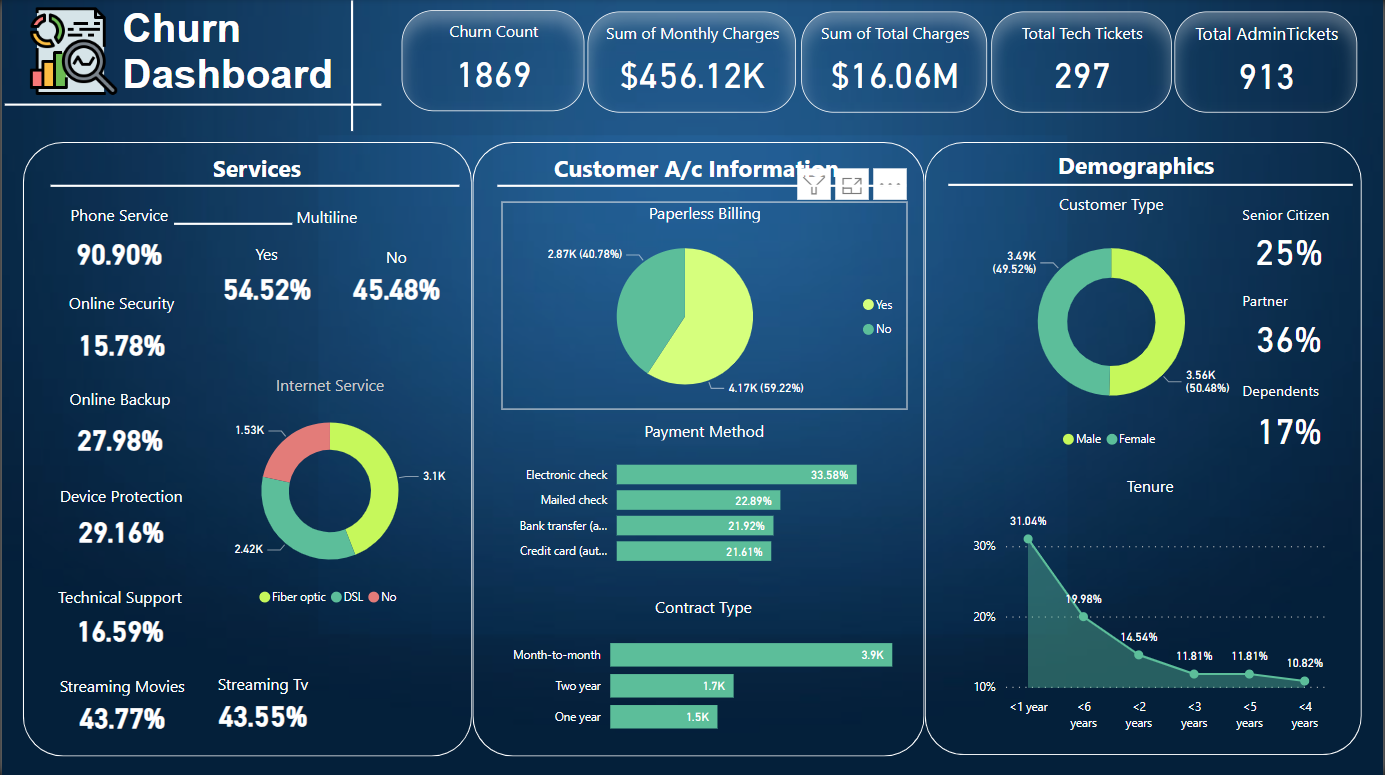 Churn
Dashboard
Churn Count
1869
Sum of Monthly Charges
$456.12K
Sum of Total Charges
$16.06M
Total Tech Tickets
297
Total AdminTickets
913
Services
Phone Service
90.90%
Multiline
Yes
54.52%
No
45.48%
Online Security
15.78%
Online Backup
27.98%
Device Protection
29.16%
Technical Support
16.59%
Streaming Movies
43.77%
Streaming Tv
43.55%
Internet Service
1.53K
3.1K
2.42K
Fiber optic
DSL
No
Customer A/c Information
Paperless Billing
2.87K (40.78%)
4.17K (59.22%)
Yes
No
Payment Method
Electronic check 33.58%
Mailed check 22.89%
Bank transfer (a... 21.92%
Credit card (aut... 21.61%
Contract Type
Month-to-month 3.9K
Two year 1.7K
One year 1.5K
Demographics
Customer Type
3.49K
(49.52%)
3.56K
(50.48%)
Male
Female
Senior Citizen
25%
Partner
36%
Dependents
17%
Tenure
30%
20%
10%
31.04%
19.98%
14.54%
11.81%
11.81%
10.82%
<1 year
<6
years
<2
years
<3
years
<5
years
<4
years